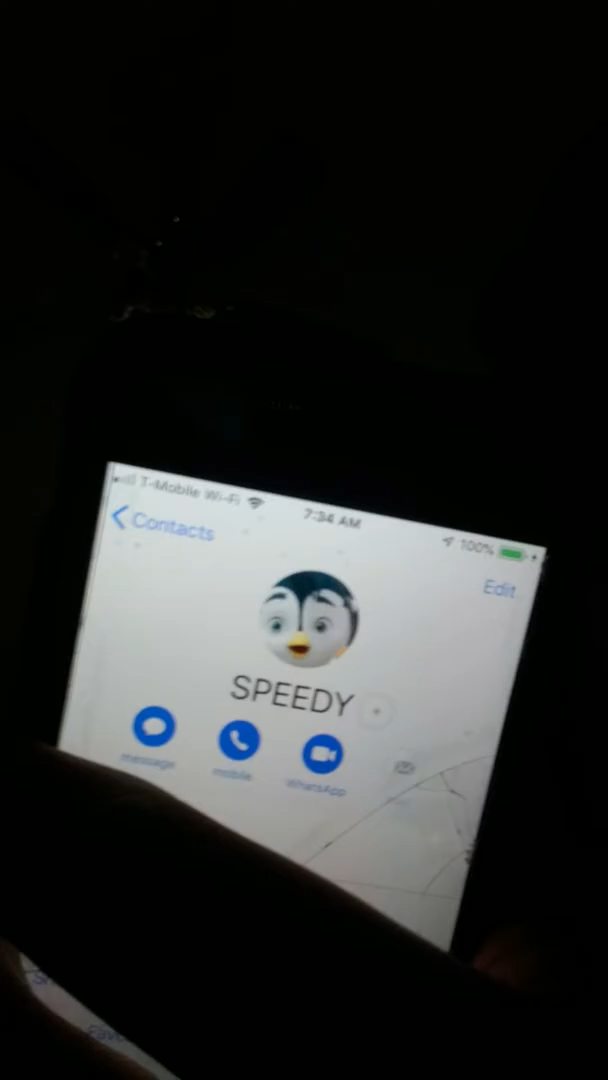 T-Mobile Wi-Fi 7:34 AM 100%
Contacts
Edit
SPEEDY
message mobile WhatsApp